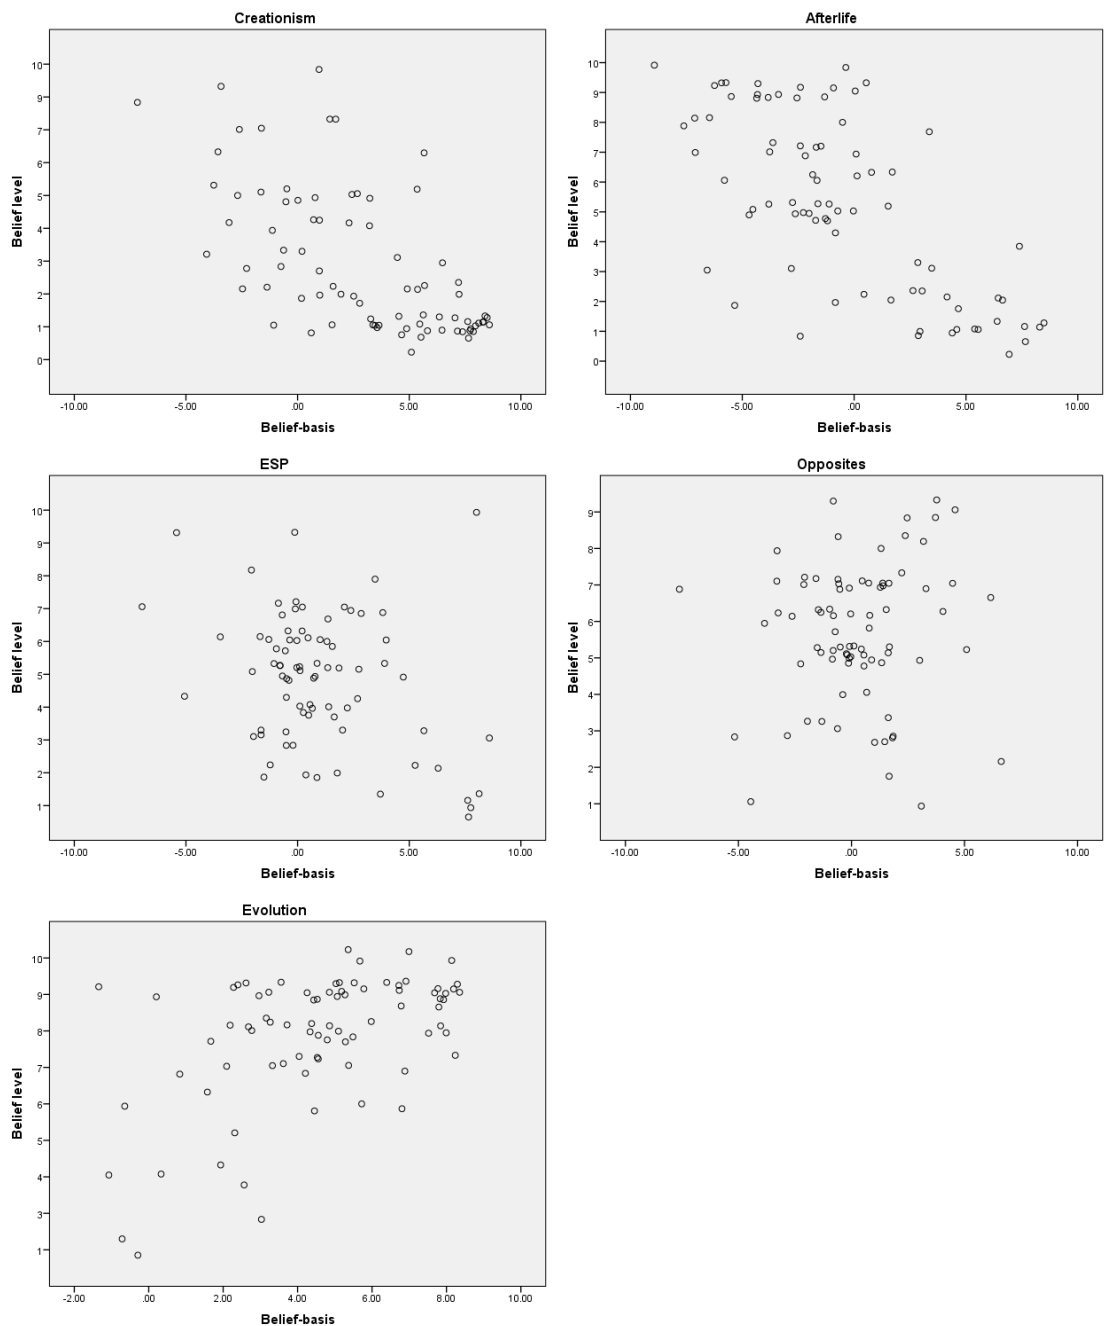 Creationism
10
9
8
7
6
5
4
3
2
1
0
Belief level
-10.00 -5.00 .00 5.00 10.00
Belief-basis
Afterlife
10
9
8
7
6
5
4
3
2
1
0
Belief level
-10.00 -5.00 .00 5.00 10.00
Belief-basis
ESP
10
9
8
7
6
5
4
3
2
1
Belief level
-10.00 -5.00 .00 5.00 10.00
Belief-basis
Opposites
9
8
7
6
5
4
3
2
1
Belief level
-10.00 -5.00 .00 5.00 10.00
Belief-basis
Evolution
10
9
8
7
6
5
4
3
1
Belief level
-2.00 .00 2.00 4.00 6.00 8.00 10.00
Belief-basis